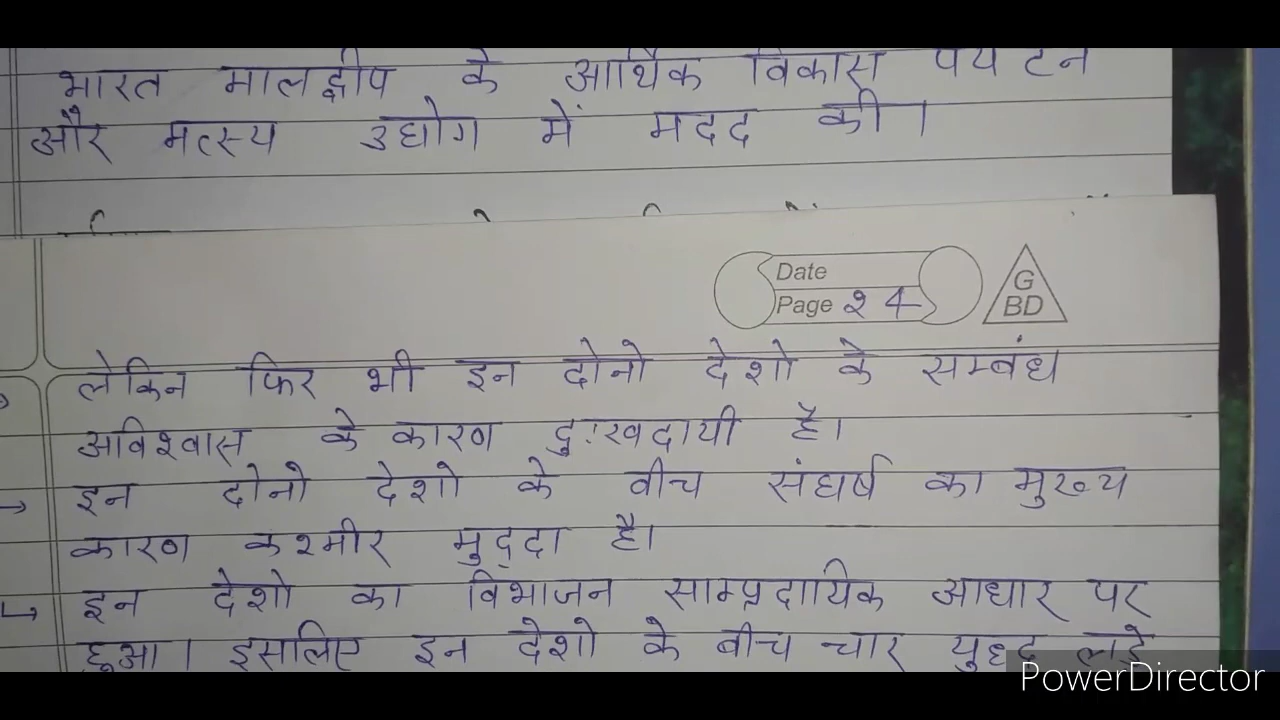 भारत मालद्वीप के आर्थिक विकास पर्यटन
और मत्स्य उद्योग में मदद की।
Date
Page 24
G
BD
लेकिन फिर भी इन दोनो देशो के सम्बंध
अविश्वास के कारण दुःखदायी है।
→ इन दोनो देशो के बीच संघर्ष का मुख्य
कारण कश्मीर मुद्दा है।
→ इन देशो का विभाजन साम्प्रदायिक आधार पर
हुआ। इसलिए इन देशो के बीच चार युध्द लड़े
PowerDirector